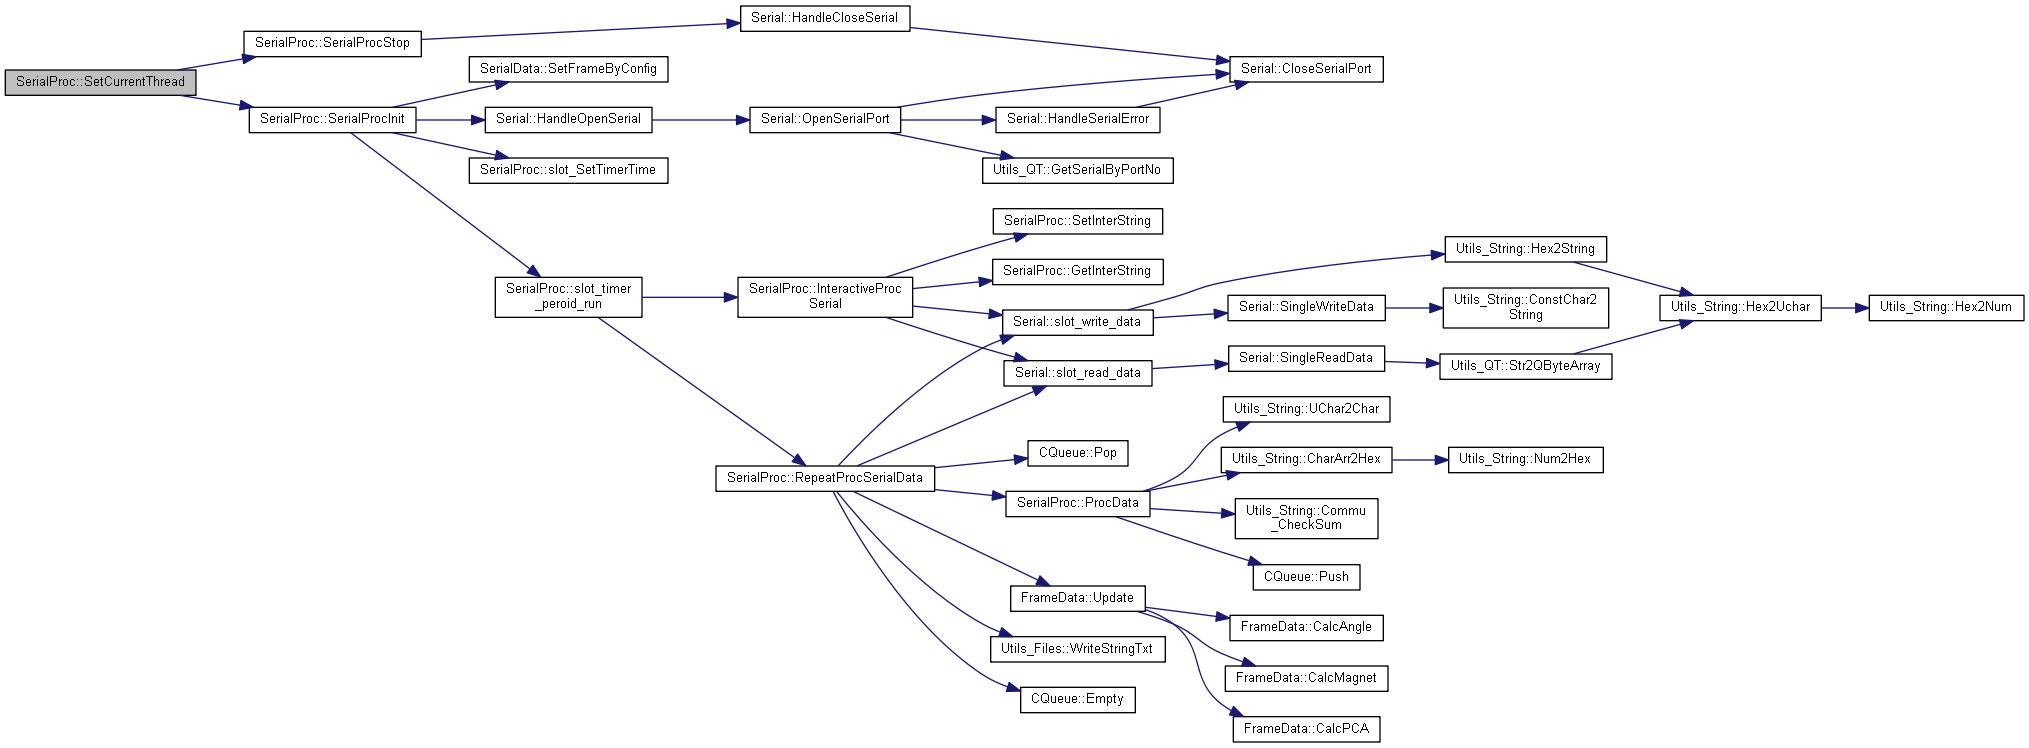 SerialProc::SetCurrentThread
SerialProc::SerialProcStop
Serial::HandleCloseSerial
Serial::CloseSerialPort
SerialProc::SerialProcInit
SerialData::SetFrameByConfig
Serial::HandleOpenSerial
SerialProc::slot_SetTimerTime
Serial::OpenSerialPort
Serial::HandleSerialError
Utils_QT::GetSerialByPortNo
SerialProc::slot_timer
_peroid_run
SerialProc::InteractiveProc
Serial
SerialProc::SetInterString
SerialProc::GetInterString
Serial::slot_write_data
Serial::slot_read_data
Serial::SingleWriteData
Serial::SingleReadData
Utils_String::Hex2String
Utils_String::ConstChar2
String
Utils_QT::Str2QByteArray
Utils_String::Hex2Uchar
Utils_String::Hex2Num
SerialProc::RepeatProcSerialData
CQueue::Pop
SerialProc::ProcData
Utils_String::UChar2Char
Utils_String::CharArr2Hex
Utils_String::Num2Hex
Utils_String::Commu
_CheckSum
CQueue::Push
FrameData::Update
FrameData::CalcAngle
FrameData::CalcMagnet
FrameData::CalcPCA
Utils_Files::WriteStringTxt
CQueue::Empty